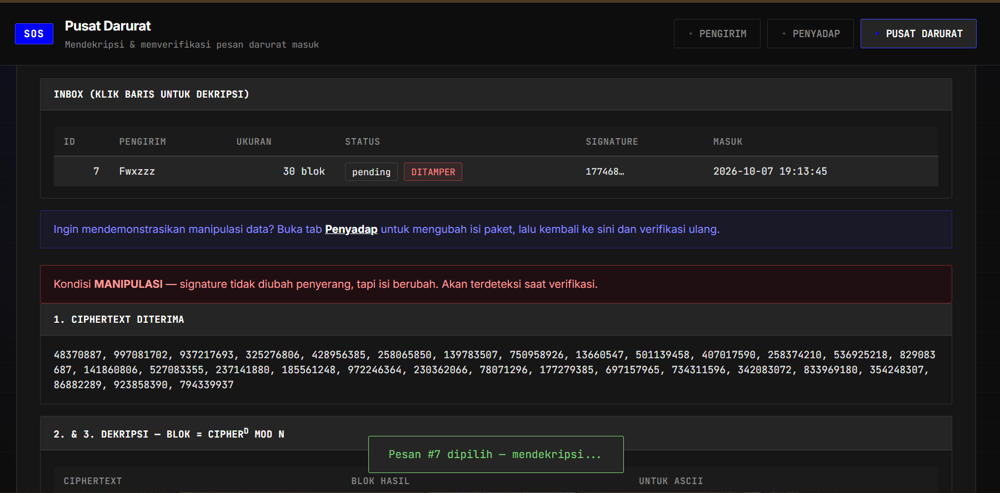 SOS
Pusat Darurat
Mendekripsi & memverifikasi pesan darurat masuk
PENGIRIM
PENYADAP
PUSAT DARURAT
INBOX (KLIK BARIS UNTUK DEKRIPSI)
ID PENGIRIM UKURAN STATUS SIGNATURE MASUK
7 Fwxzzz 30 blok pending DITAMPER 177468… 2026-10-07 19:13:45
Ingin mendemonstrasikan manipulasi data? Buka tab Penyadap untuk mengubah isi paket, lalu kembali ke sini dan verifikasi ulang.
Kondisi MANIPULASI — signature tidak diubah penyerang, tapi isi berubah. Akan terdeteksi saat verifikasi.
1. CIPHERTEXT DITERIMA
48370887, 997081702, 937217693, 325276806, 428956385, 258065850, 139783507, 750958926, 13660547, 501139458, 407017590, 258374210, 536925218, 829083
687, 141860806, 527083355, 237141880, 185561248, 972246364, 230362066, 78071296, 177279385, 697157965, 734311596, 342083072, 833969180, 354248307,
86882289, 923858390, 794339937
2. & 3. DEKRIPSI — BLOK = CIPHERᴰ MOD N
Pesan #7 dipilih — mendekripsi...
CIPHERTEXT BLOK HASIL UNTUK ASCII